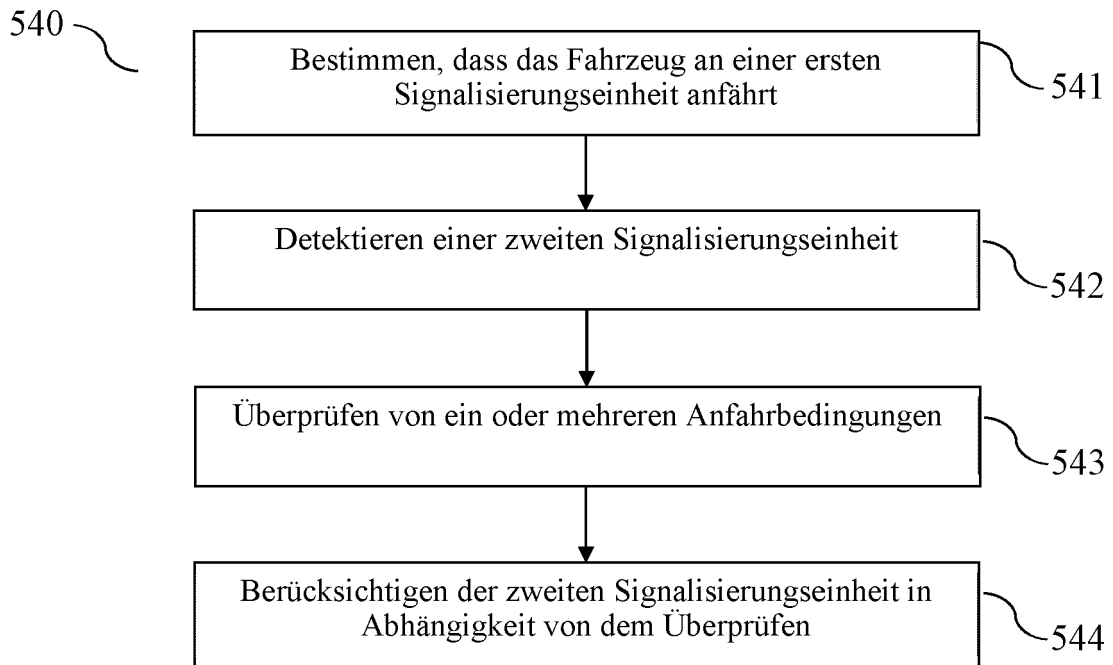 540
Bestimmen, dass das Fahrzeug an einer ersten
Signalisierungseinheit anfährt
541
Detektieren einer zweiten Signalisierungseinheit
542
Überprüfen von ein oder mehreren Anfahrbedingungen
543
Berücksichtigen der zweiten Signalisierungseinheit in
Abhängigkeit von dem Überprüfen
544